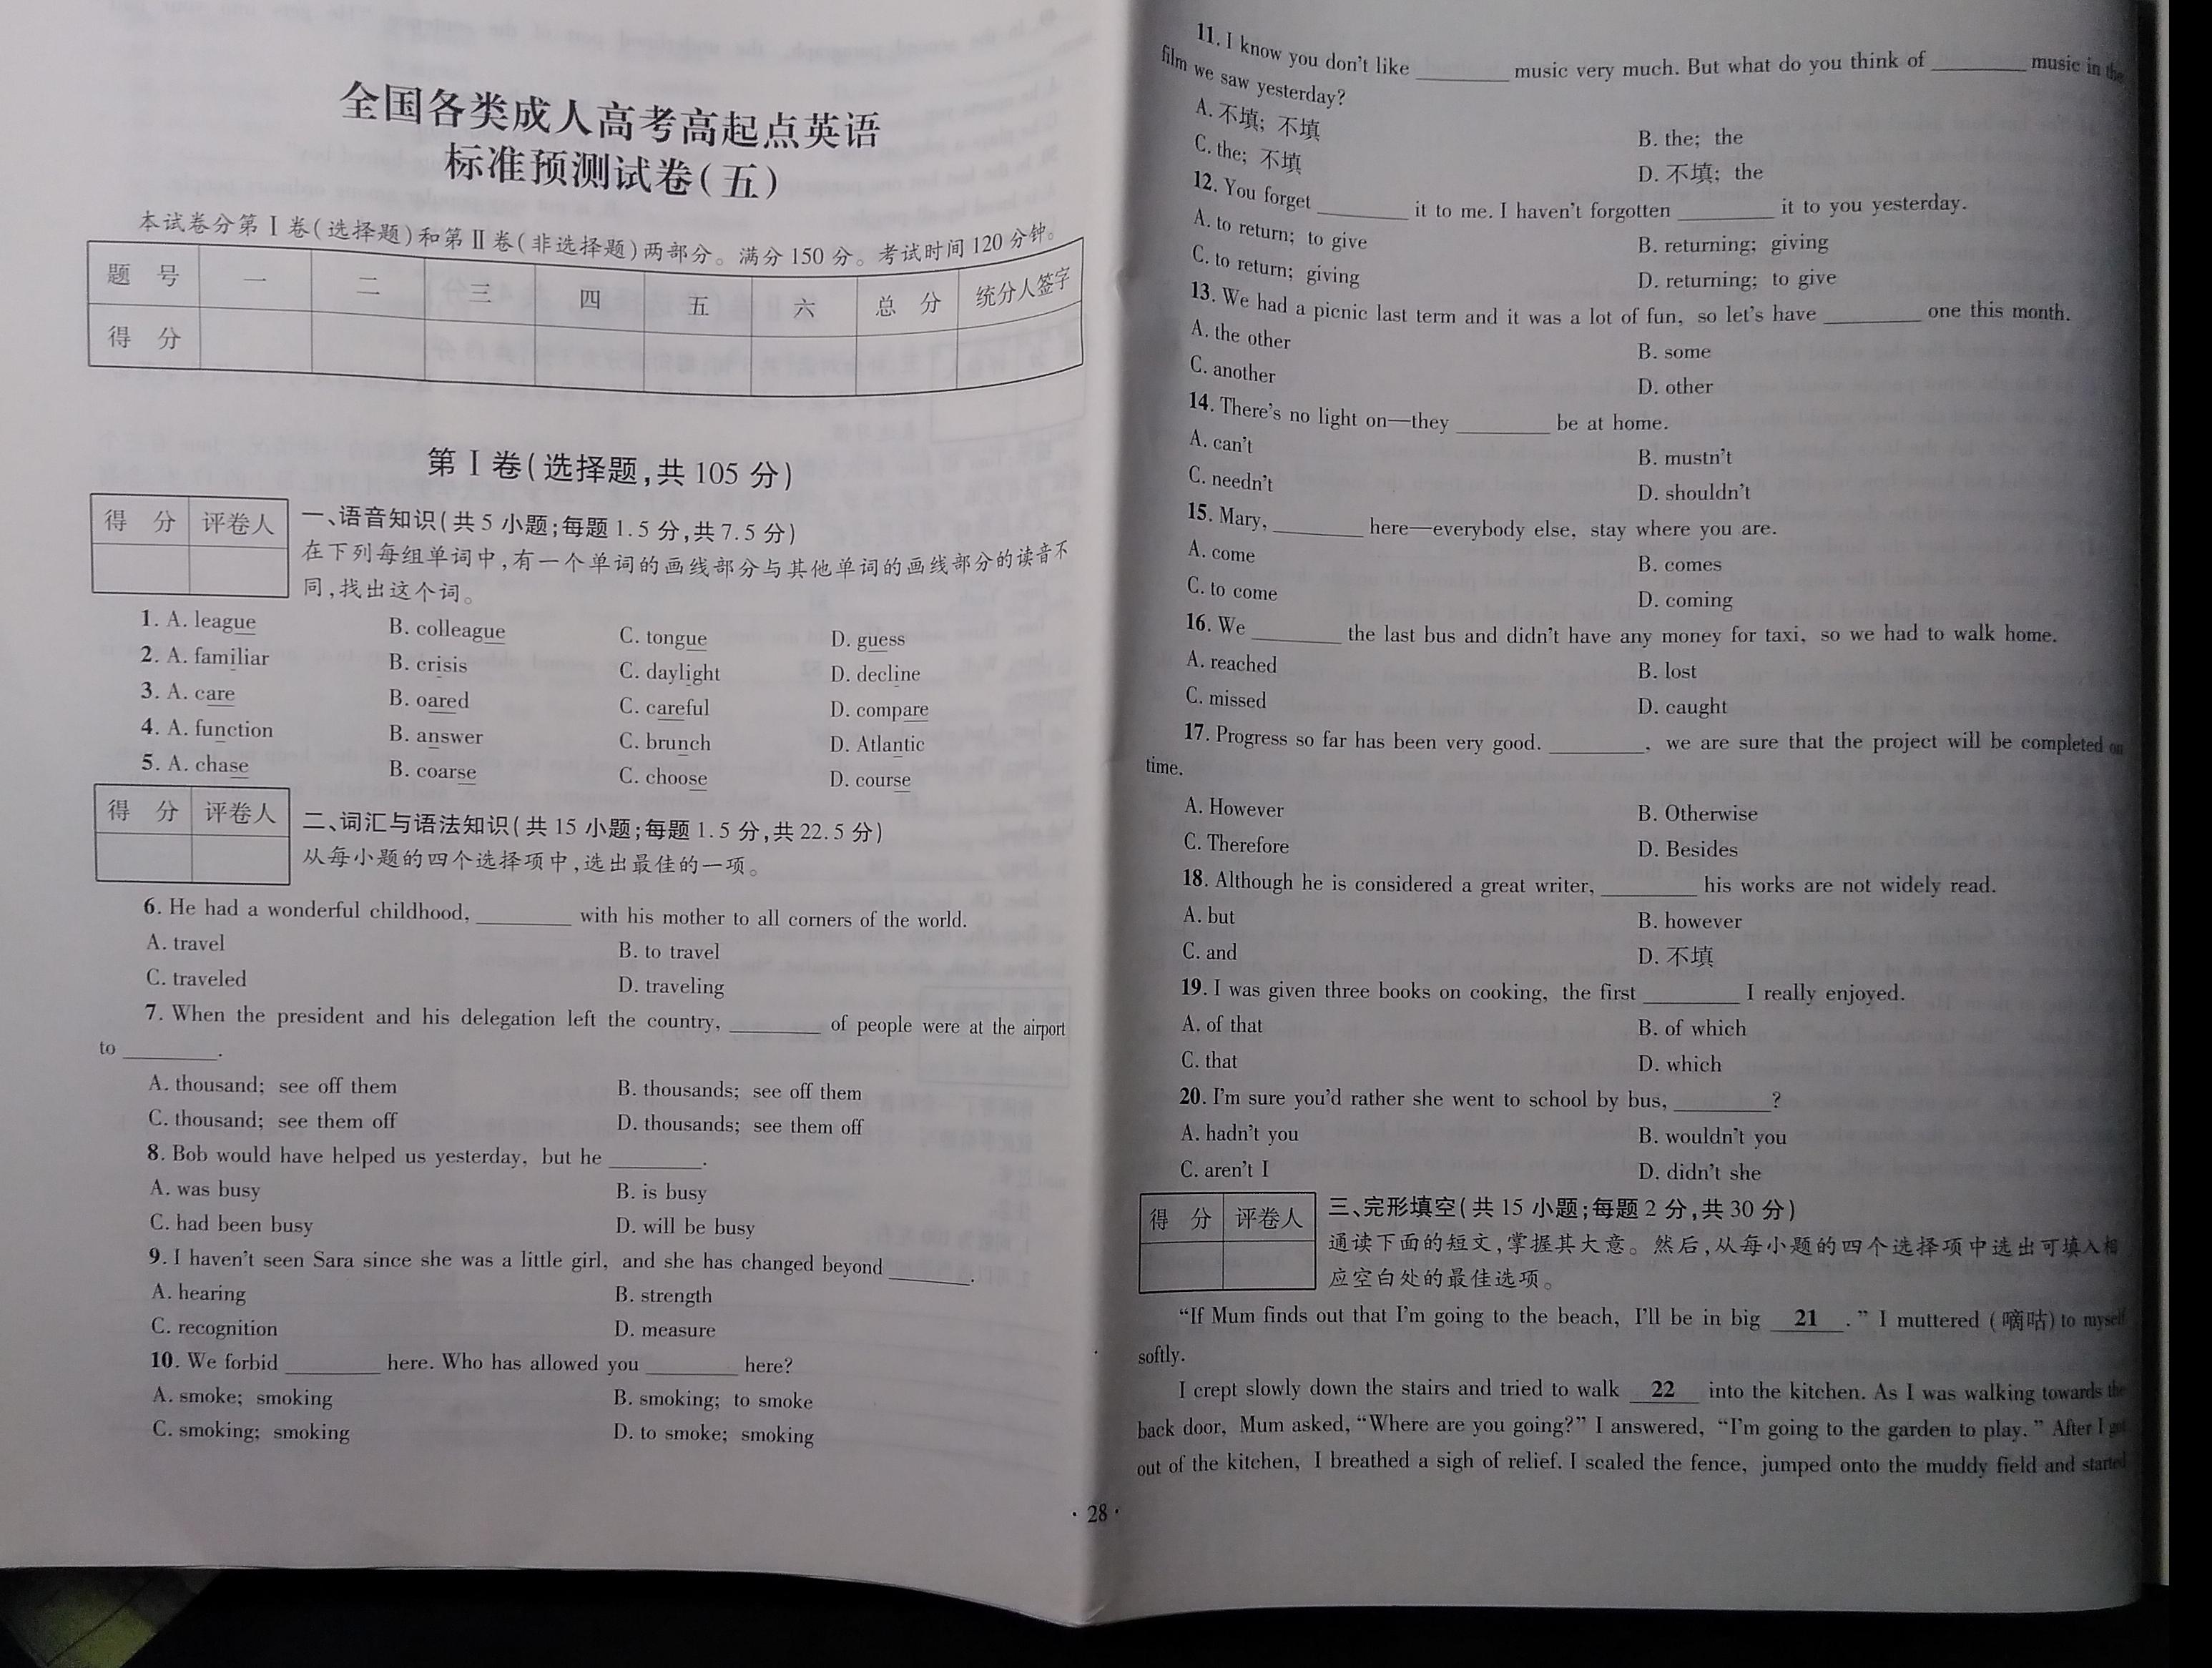 全国各类成人高考高起点英语
标准预测试卷(五)
本试卷分第Ⅰ卷(选择题)和第Ⅱ卷(非选择题)两部分。满分150分。考试时间120分钟。
题 号 一 二 三 四 五 六 总 分 统分人签字
得 分
第Ⅰ卷(选择题,共105分)
得 分 评卷人
一、语音知识(共5小题;每题1.5分,共7.5分)
在下列每组单词中,有一个单词的画线部分与其他单词的画线部分的读音不
同,找出这个词。
1. A. league B. colleague C. tongue D. guess
2. A. familiar B. crisis C. daylight D. decline
3. A. care B. oared C. careful D. compare
4. A. function B. answer C. brunch D. Atlantic
5. A. chase B. coarse C. choose D. course
得 分 评卷人
二、词汇与语法知识(共15小题;每题1.5分,共22.5分)
从每小题的四个选择项中,选出最佳的一项。
6. He had a wonderful childhood, ________ with his mother to all corners of the world.
A. travel B. to travel
C. traveled D. traveling
7. When the president and his delegation left the country, ________ of people were at the airport
to ________.
A. thousand; see off them B. thousands; see off them
C. thousand; see them off D. thousands; see them off
8. Bob would have helped us yesterday, but he ________.
A. was busy B. is busy
C. had been busy D. will be busy
9. I haven't seen Sara since she was a little girl, and she has changed beyond ________.
A. hearing B. strength
C. recognition D. measure
10. We forbid ________ here. Who has allowed you ________ here?
A. smoke; smoking B. smoking; to smoke
C. smoking; smoking D. to smoke; smoking
· 28 ·
11. I know you don't like ________ music very much. But what do you think of ________ music in the
film we saw yesterday?
A. 不填; 不填 B. the; the
C. the; 不填 D. 不填; the
12. You forget ________ it to me. I haven't forgotten ________ it to you yesterday.
A. to return; to give B. returning; giving
C. to return; giving D. returning; to give
13. We had a picnic last term and it was a lot of fun, so let's have ________ one this month.
A. the other B. some
C. another D. other
14. There's no light on—they ________ be at home.
A. can't B. mustn't
C. needn't D. shouldn't
15. Mary, ________ here—everybody else, stay where you are.
A. come B. comes
C. to come D. coming
16. We ________ the last bus and didn't have any money for taxi, so we had to walk home.
A. reached B. lost
C. missed D. caught
17. Progress so far has been very good. ________, we are sure that the project will be completed on
time.
A. However B. Otherwise
C. Therefore D. Besides
18. Although he is considered a great writer, ________ his works are not widely read.
A. but B. however
C. and D. 不填
19. I was given three books on cooking, the first ________ I really enjoyed.
A. of that B. of which
C. that D. which
20. I'm sure you'd rather she went to school by bus, ________?
A. hadn't you B. wouldn't you
C. aren't I D. didn't she
得 分 评卷人
三、完形填空(共15小题;每题2分,共30分)
通读下面的短文,掌握其大意。然后,从每小题的四个选择项中选出可填入相
应空白处的最佳选项。
"If Mum finds out that I'm going to the beach, I'll be in big 21 ." I muttered (嘀咕) to myself
softly.
I crept slowly down the stairs and tried to walk 22 into the kitchen. As I was walking towards the
back door, Mum asked, "Where are you going?" I answered, "I'm going to the garden to play." After I got
out of the kitchen, I breathed a sigh of relief. I scaled the fence, jumped onto the muddy field and started